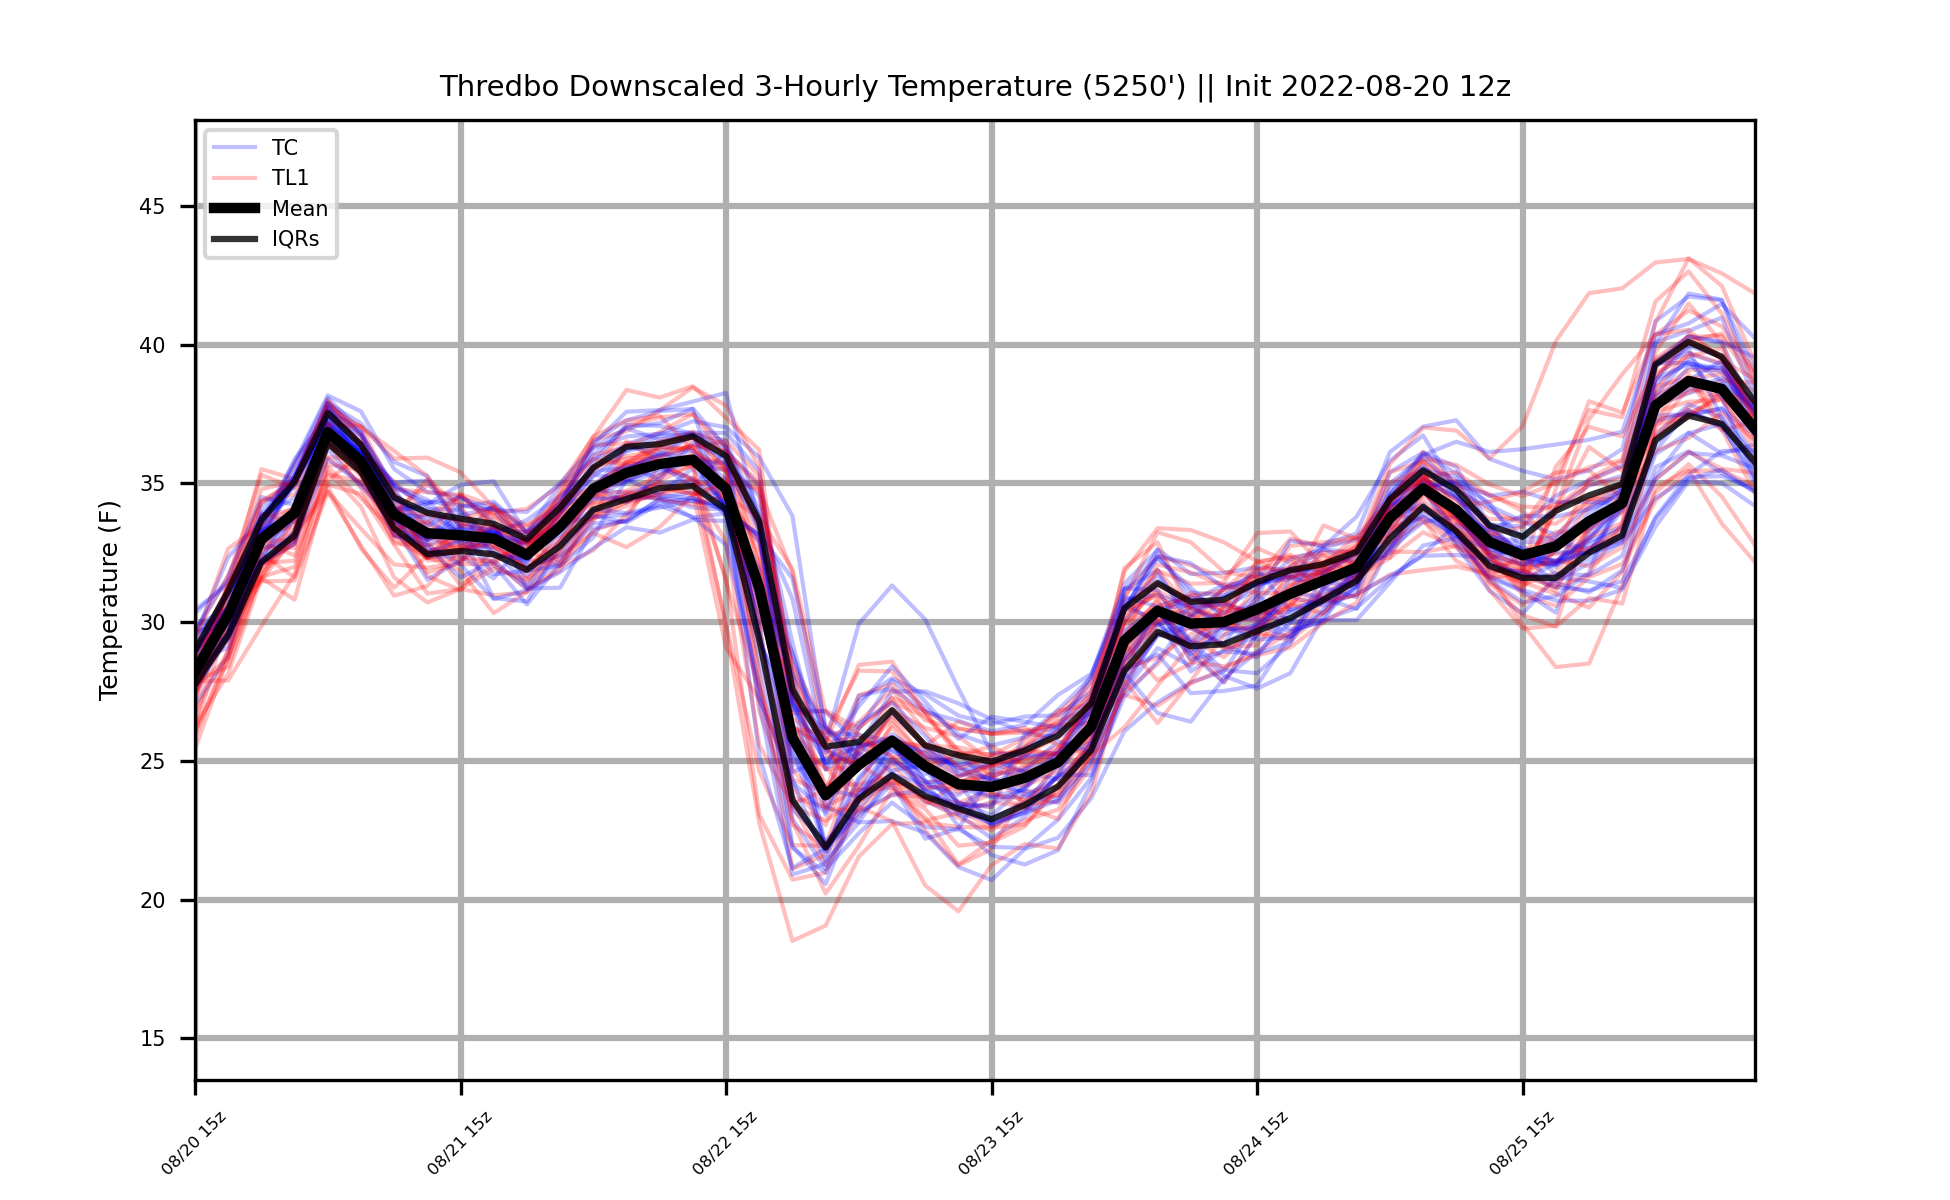 Thredbo Downscaled 3-Hourly Temperature (5250') || Init 2022-08-20 12z
TC
TL1
Mean
IQRs
Temperature (F)
45
40
35
30
25
20
15
08/20 15z
08/21 15z
08/22 15z
08/23 15z
08/24 15z
08/25 15z